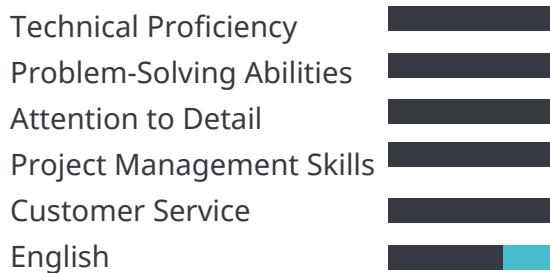 Technical Proficiency
Problem-Solving Abilities
Attention to Detail
Project Management Skills
Customer Service
English